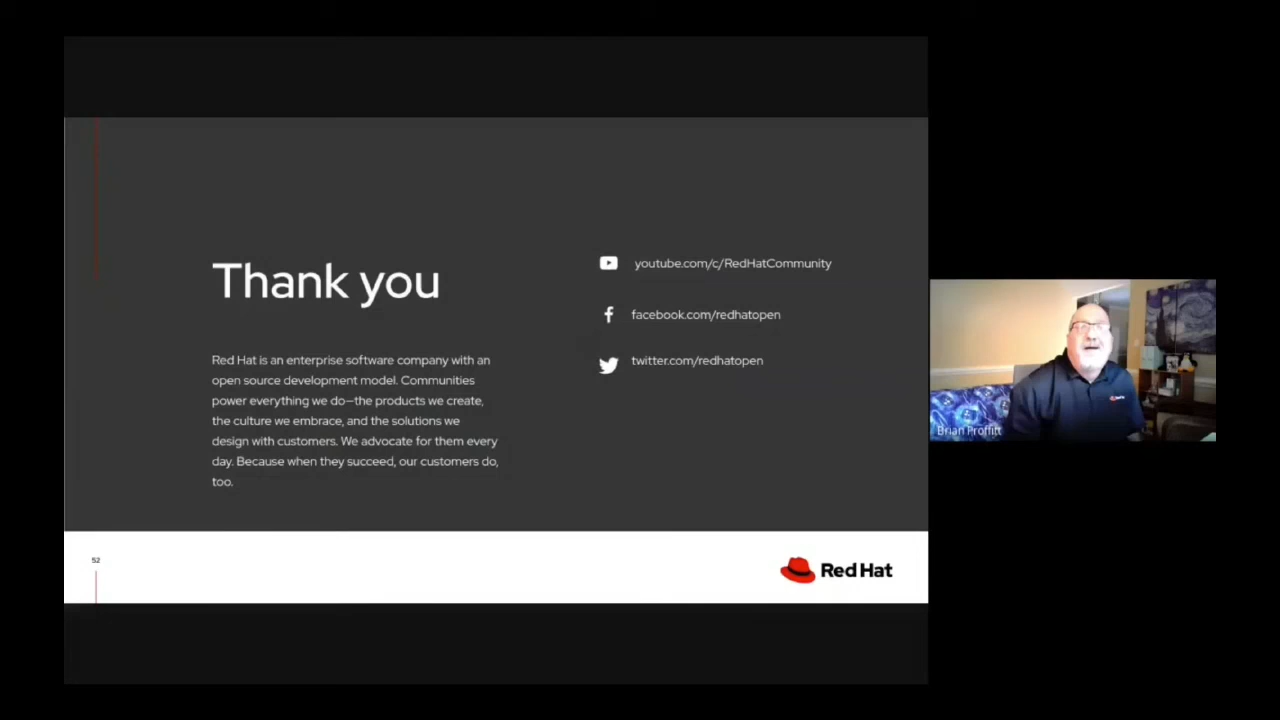 Thank you
Red Hat is an enterprise software company with an
open source development model. Communities
power everything we do—the products we create,
the culture we embrace, and the solutions we
design with customers. We advocate for them every
day. Because when they succeed, our customers do,
too.
youtube.com/c/RedHatCommunity
facebook.com/redhatopen
twitter.com/redhatopen
52
Red Hat
Brian Proffitt